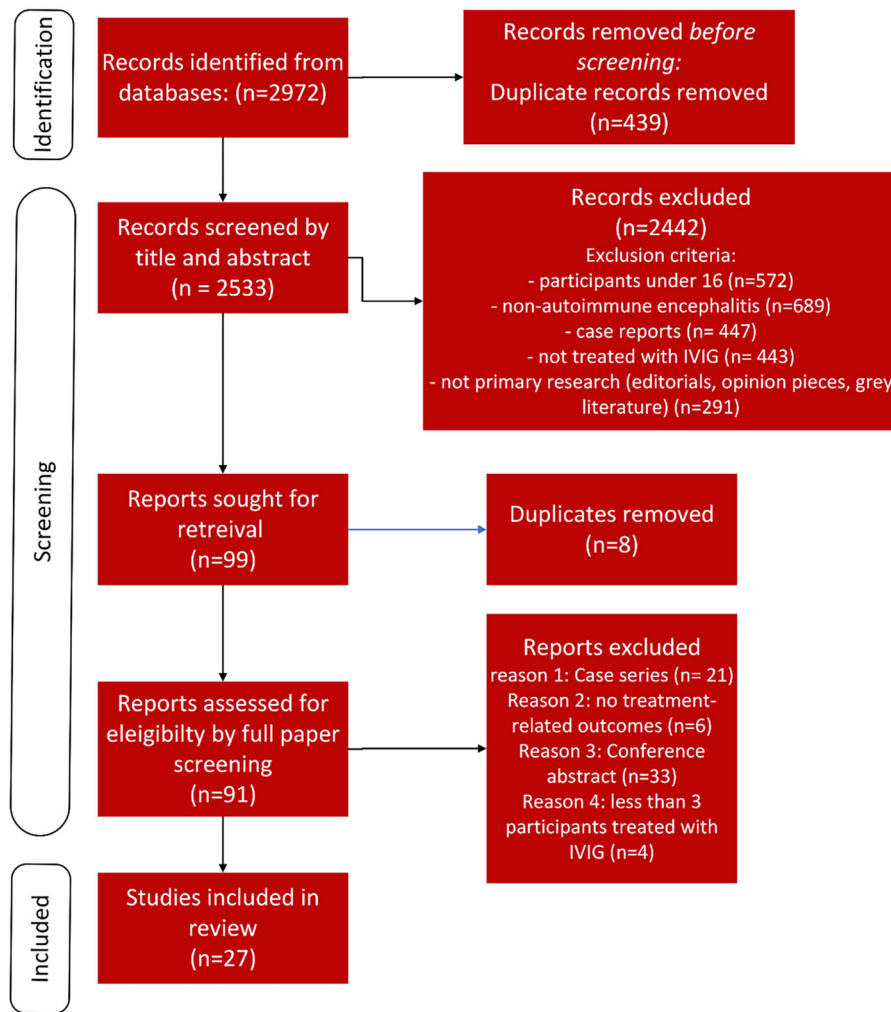 Identification
Records identified from
databases: (n=2972)
Records removed before
screening:
Duplicate records removed
(n=439)
Screening
Records screened by
title and abstract
(n = 2533)
Records excluded
(n=2442)
Exclusion criteria:
- participants under 16 (n=572)
- non-autoimmune encephalitis (n=689)
- case reports (n= 447)
- not treated with IVIG (n= 443)
- not primary research (editorials, opinion pieces, grey
literature) (n=291)
Reports sought for
retreival
(n=99)
Duplicates removed
(n=8)
Reports assessed for
eleigibilty by full paper
screening
(n=91)
Reports excluded
reason 1: Case series (n= 21)
Reason 2: no treatment-
related outcomes (n=6)
Reason 3: Conference
abstract (n=33)
Reason 4: less than 3
participants treated with
IVIG (n=4)
Included
Studies included in
review
(n=27)